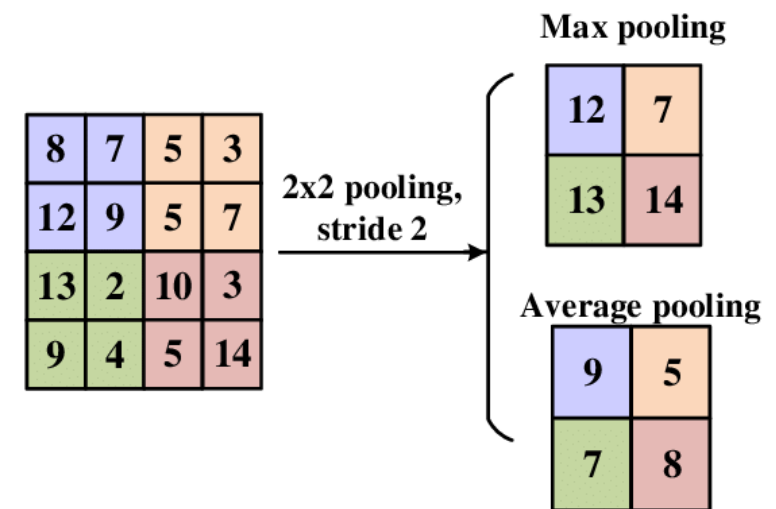 Max pooling
12 7
13 14
8 7 5 3
12 9 5 7
13 2 10 3
9 4 5 14
2x2 pooling,
stride 2
Average pooling
9 5
7 8